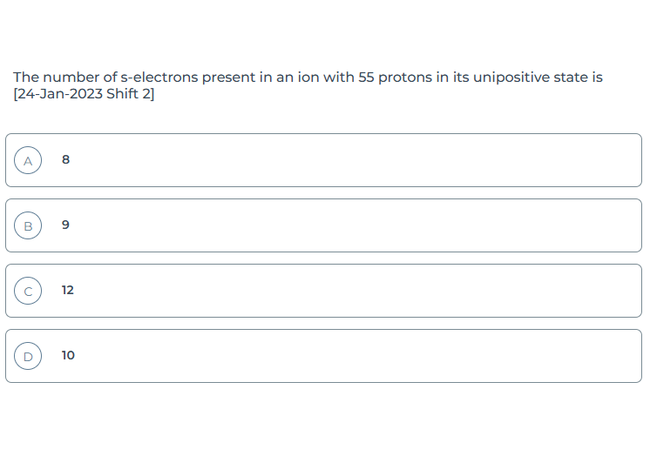 The number of s-electrons present in an ion with 55 protons in its unipositive state is
[24-Jan-2023 Shift 2]
A 8
B 9
C 12
D 10